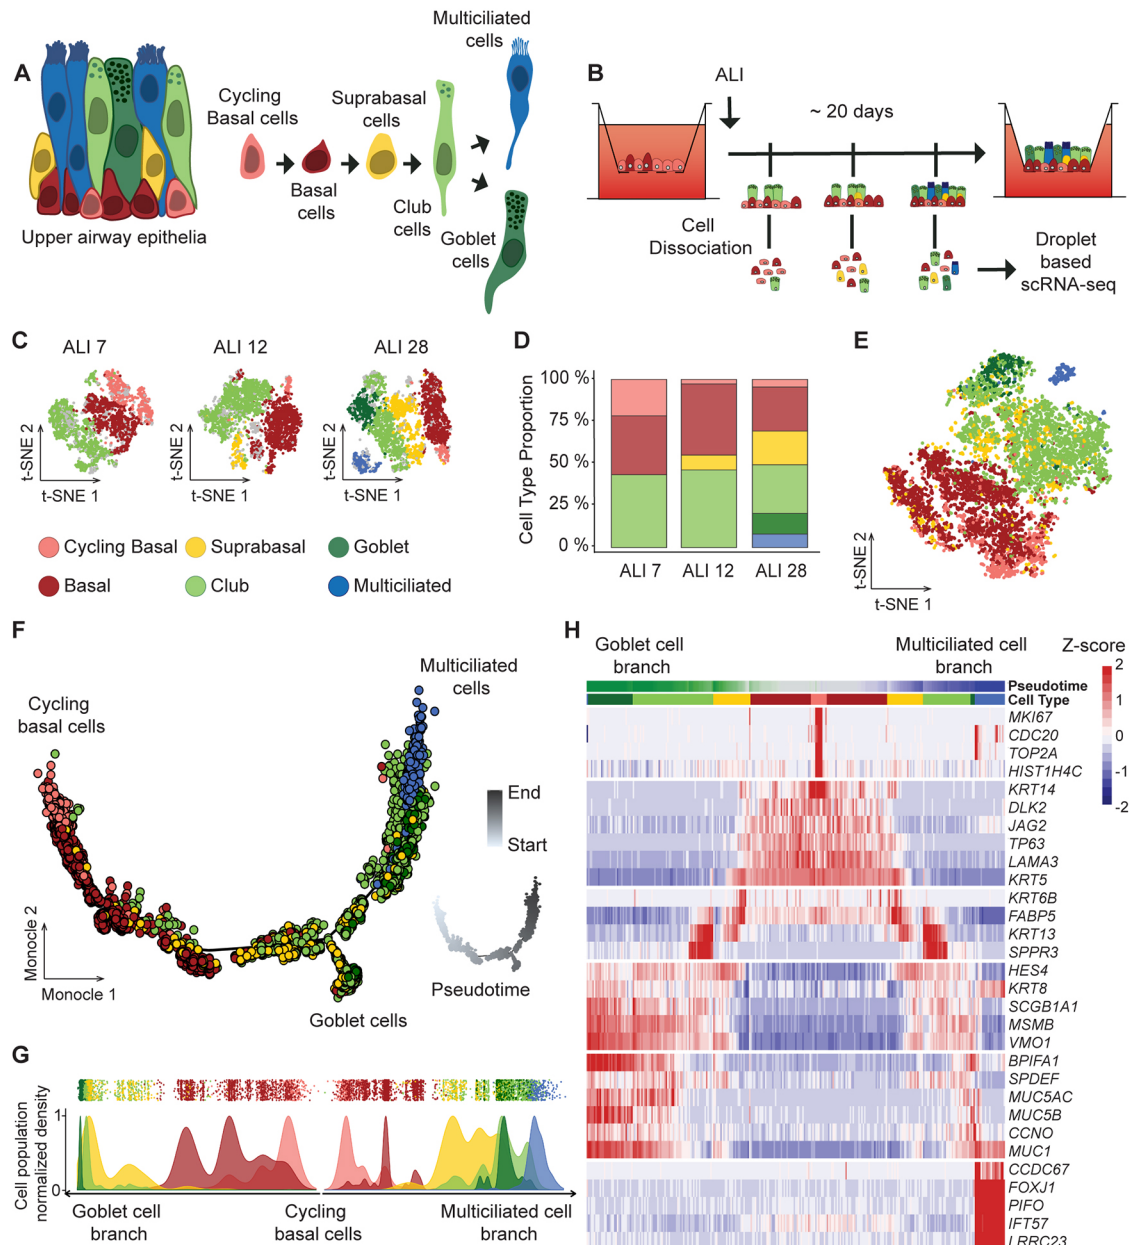 A
Upper airway epithelia
Cycling
Basal cells
Basal
cells
Suprabasal
cells
Club
cells
Multiciliated
cells
Goblet
cells
B
ALI
~ 20 days
Cell
Dissociation
Droplet
based
scRNA-seq
C
ALI 7
ALI 12
ALI 28
t-SNE 2
t-SNE 1
t-SNE 2
t-SNE 1
t-SNE 2
t-SNE 1
Cycling Basal
Suprabasal
Goblet
Basal
Club
Multiciliated
D
Cell Type Proportion
100 %
75 %
50 %
25 %
0 %
ALI 7
ALI 12
ALI 28
E
t-SNE 2
t-SNE 1
F
Cycling
basal cells
Multiciliated
cells
End
Start
Pseudotime
Goblet cells
Monocle 2
Monocle 1
G
Cell population
normalized density
1
0
Goblet cell
branch
Cycling
basal cells
Multiciliated cell
branch
H
Goblet cell
branch
Multiciliated cell
branch
Z-score
2
1
0
-1
-2
Pseudotime
Cell Type
MKI67
CDC20
TOP2A
HIST1H4C
KRT14
DLK2
JAG2
TP63
LAMA3
KRT5
KRT6B
FABP5
KRT13
SPPR3
HES4
KRT8
SCGB1A1
MSMB
VMO1
BPIFA1
SPDEF
MUC5AC
MUC5B
CCNO
MUC1
CCDC67
FOXJ1
PIFO
IFT57
LRRC23